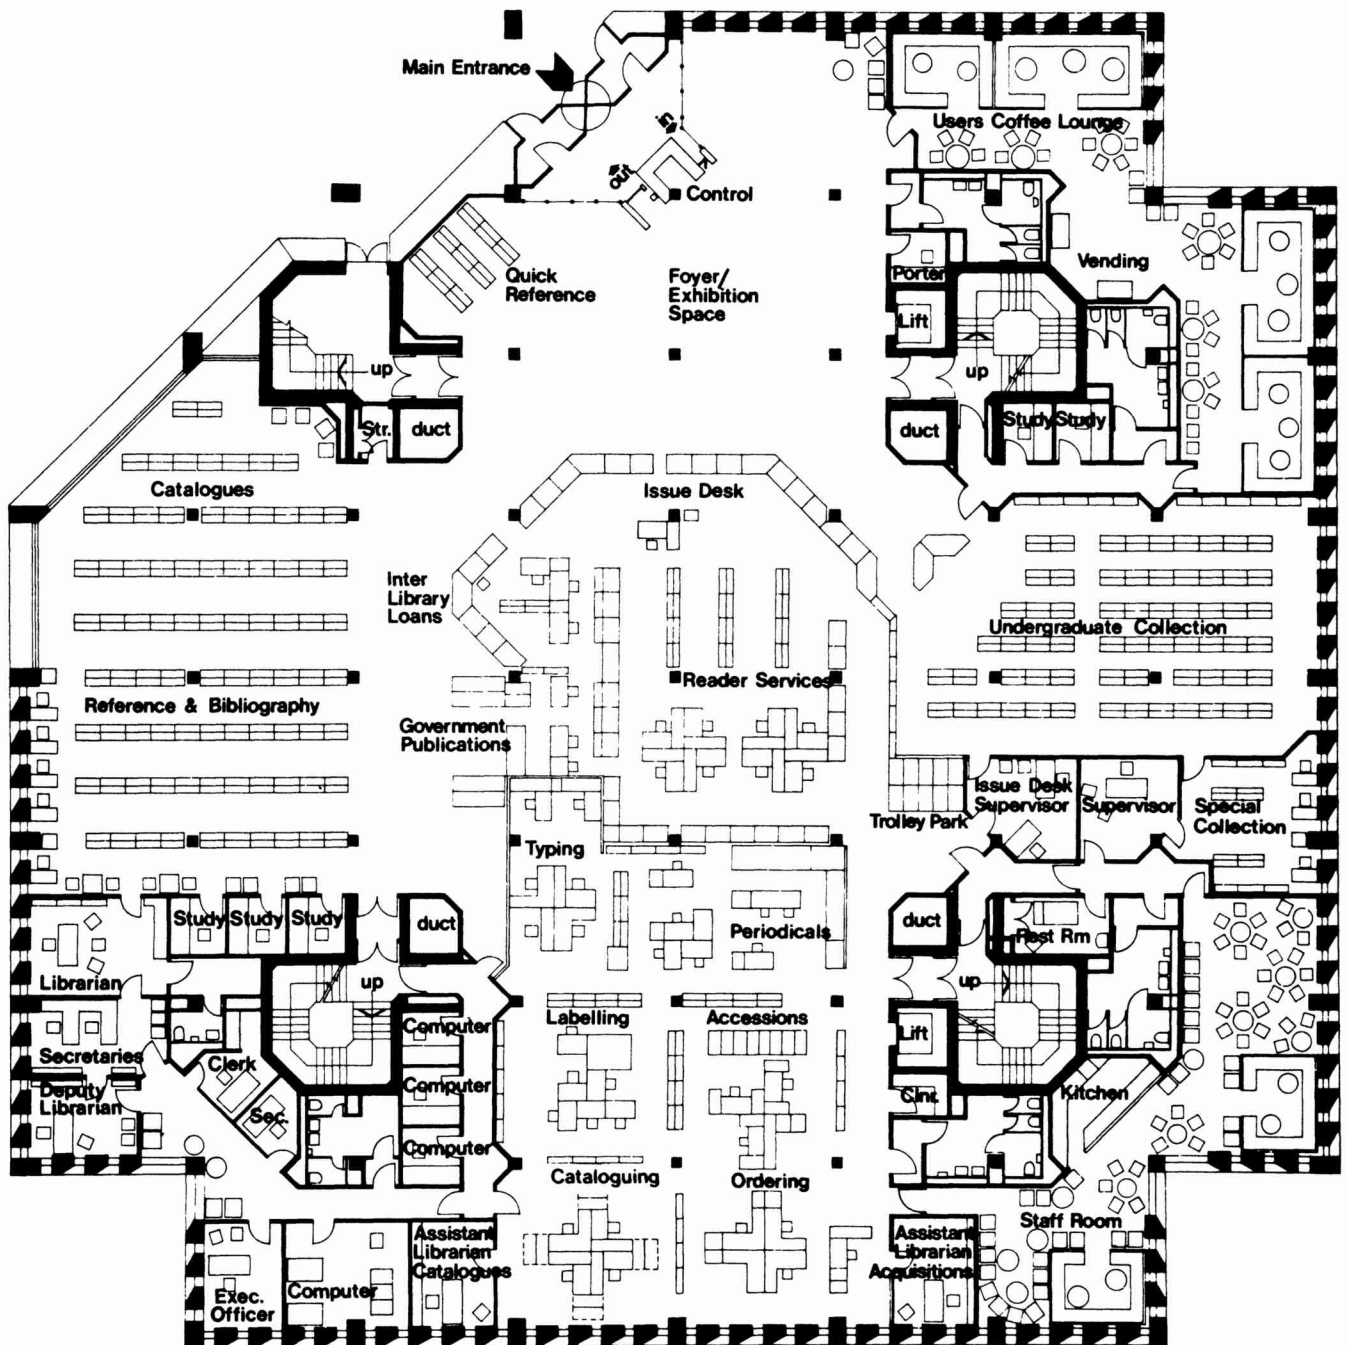 Main Entrance
Users Coffee Lounge
in
out
Control
Quick
Reference
Foyer/
Exhibition
Space
Porter
Vending
Lift
up
up
Str.
duct
duct
Study
Study
Catalogues
Issue Desk
Inter
Library
Loans
Undergraduate Collection
Reader Services
Reference & Bibliography
Government
Publications
Issue Desk
Supervisor
Supervisor
Special
Collection
Trolley Park
Typing
Study
Study
Study
duct
Periodicals
duct
Rest Rm
Librarian
up
up
Labelling
Accessions
Computer
Lift
Secretaries
Clerk
Deputy
Librarian
Computer
Clnr.
Kitchen
Sec.
Computer
Cataloguing
Ordering
Staff Room
Assistant
Librarian
Catalogues
Assistant
Librarian
Acquisitions
Exec.
Officer
Computer